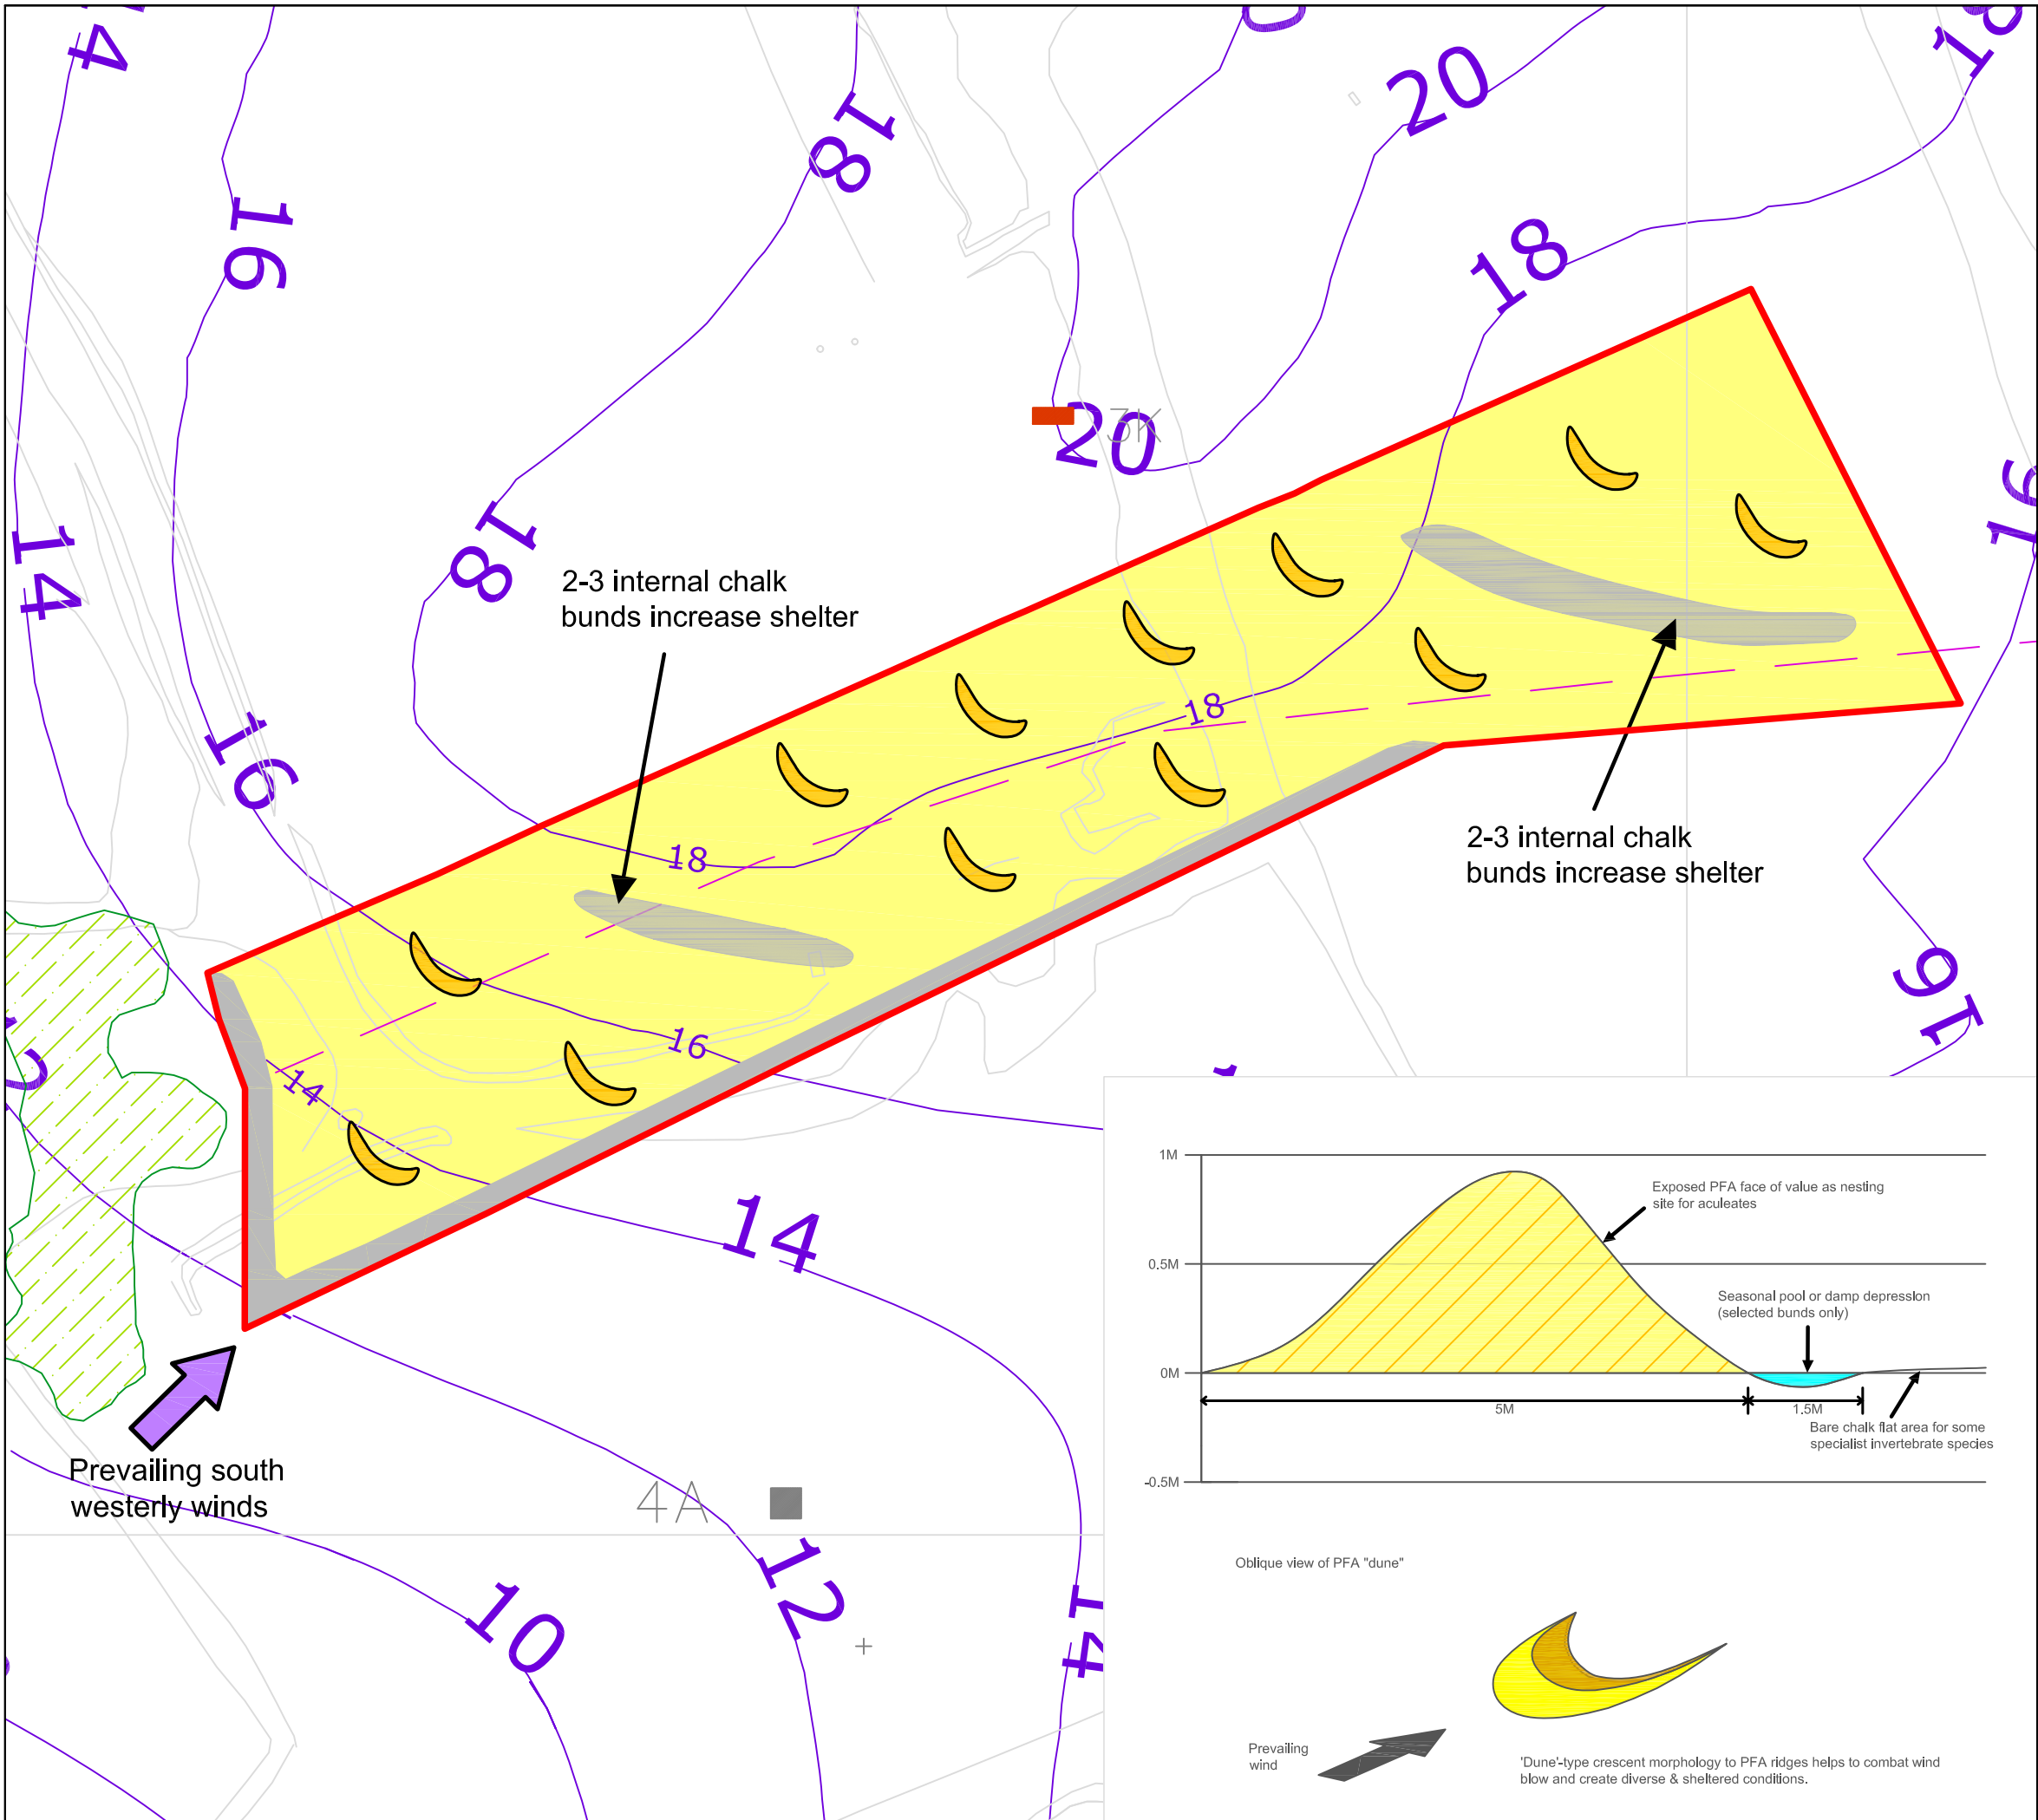 4
20
18
18
16
18
20
3K
18
14
2-3 internal chalk
bunds increase shelter
16
18
2-3 internal chalk
bunds increase shelter
18
16
16
14
14
1M
Exposed PFA face of value as nesting
site for aculeates
0.5M
Seasonal pool or damp depression
(selected bunds only)
0M
5M
1.5M
Bare chalk flat area for some
specialist invertebrate species
-0.5M
Prevailing south
westerly winds
4A
12
10
14
Oblique view of PFA "dune"
Prevailing
wind
'Dune'-type crescent morphology to PFA ridges helps to combat wind
blow and create diverse & sheltered conditions.